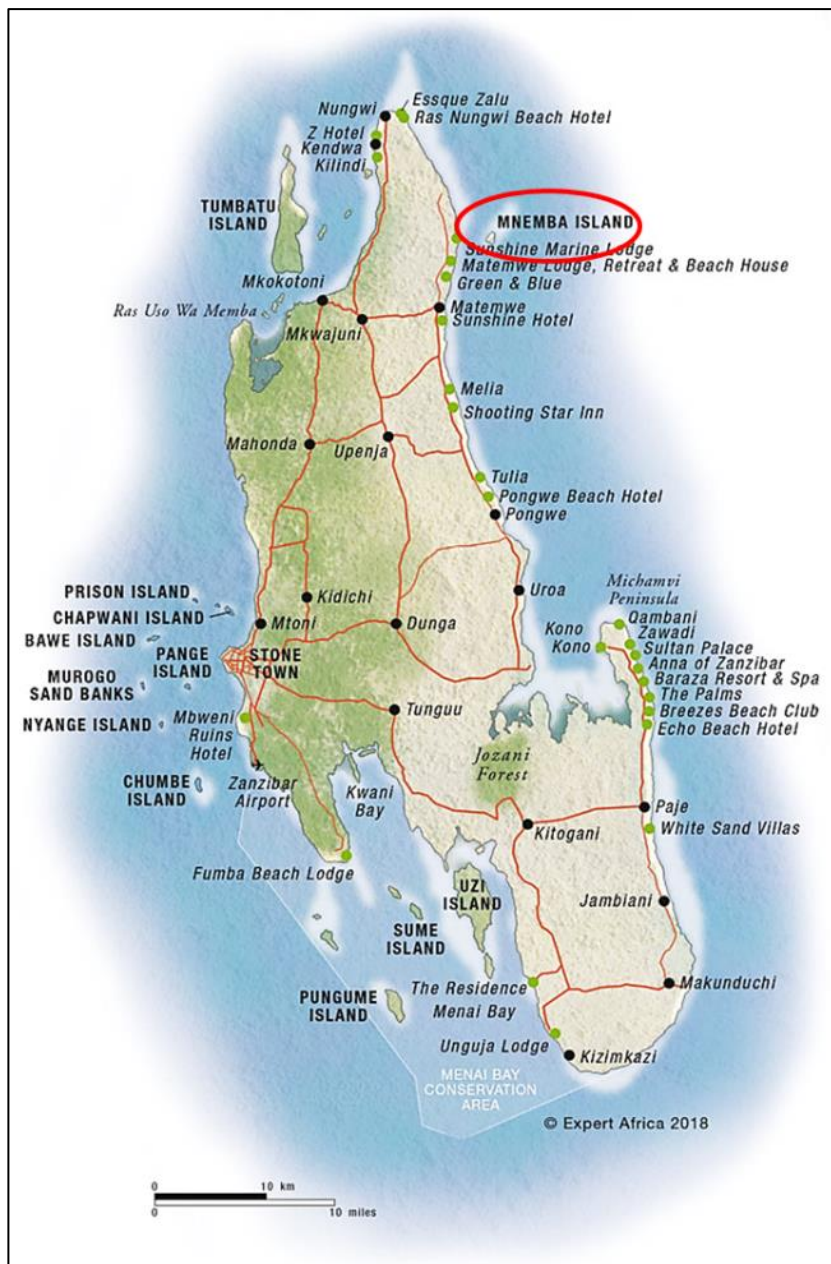 Essque Zalu
Nungwi
Ras Nungwi Beach Hotel
Z Hotel
Kendwa
Kilindi
TUMBATU
ISLAND
MNEMBA ISLAND
Sunshine Marine Lodge
Matemwe Lodge, Retreat & Beach House
Green & Blue
Mkokotoni
Ras Uso Wa Memba
Matemwe
Mkwajuni
Sunshine Hotel
Melia
Shooting Star Inn
Mahonda
Upenja
Tulia
Pongwe Beach Hotel
Pongwe
PRISON ISLAND
Kidichi
Uroa
Michamvi
Peninsula
CHAPWANI ISLAND
Mtoni
Dunga
Qambani
BAWE ISLAND
Kono
Kono
Zawadi
Sultan Palace
PANGE
ISLAND
STONE
TOWN
Anna of Zanzibar
Baraza Resort & Spa
MUROGO
SAND BANKS
The Palms
Breezes Beach Club
Echo Beach Hotel
NYANGE ISLAND
Mbweni
Ruins
Hotel
Tunguu
Jozani
Forest
CHUMBE
ISLAND
Zanzibar
Airport
Kwani
Bay
Paje
Kitogani
White Sand Villas
Fumba Beach Lodge
UZI
ISLAND
Jambiani
SUME
ISLAND
PUNGUME
ISLAND
The Residence
Menai Bay
Makunduchi
Unguja Lodge
Kizimkazi
MENAI BAY
CONSERVATION
AREA
© Expert Africa 2018
0 10 km
0 10 miles